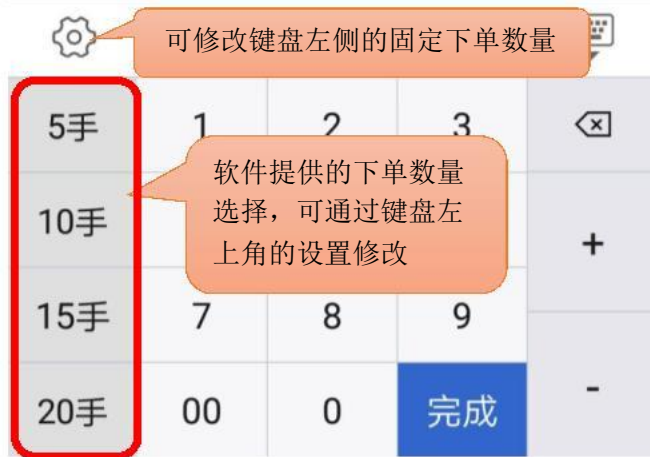 可修改键盘左侧的固定下单数量
5手 1 2 3
软件提供的下单数量
选择，可通过键盘左
上角的设置修改
10手 +
15手 7 8 9
20手 00 0 完成 -